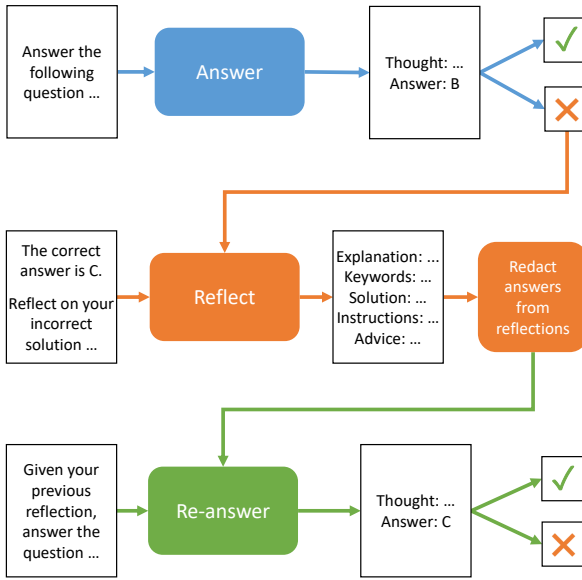 Answer the
following
question ...
Answer
Thought: ...
Answer: B
The correct
answer is C.
Reflect on your
incorrect
solution ...
Reflect
Explanation: ...
Keywords: ...
Solution: ...
Instructions: ...
Advice: ...
Redact
answers
from
reflections
Given your
previous
reflection,
answer the
question ...
Re-answer
Thought: ...
Answer: C